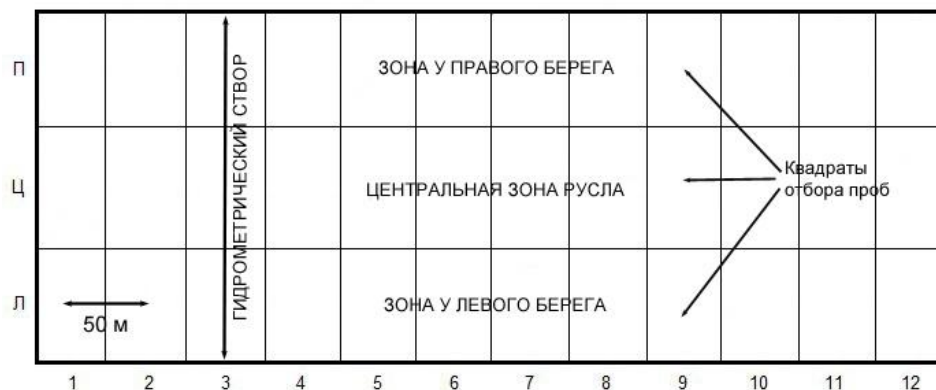 П
ЗОНА У ПРАВОГО БЕРЕГА
ГИДРОМЕТРИЧЕСКИЙ СТВОР
Ц
ЦЕНТРАЛЬНАЯ ЗОНА РУСЛА
Квадраты
отбора проб
Л
50 м
ЗОНА У ЛЕВОГО БЕРЕГА
1 2 3 4 5 6 7 8 9 10 11 12